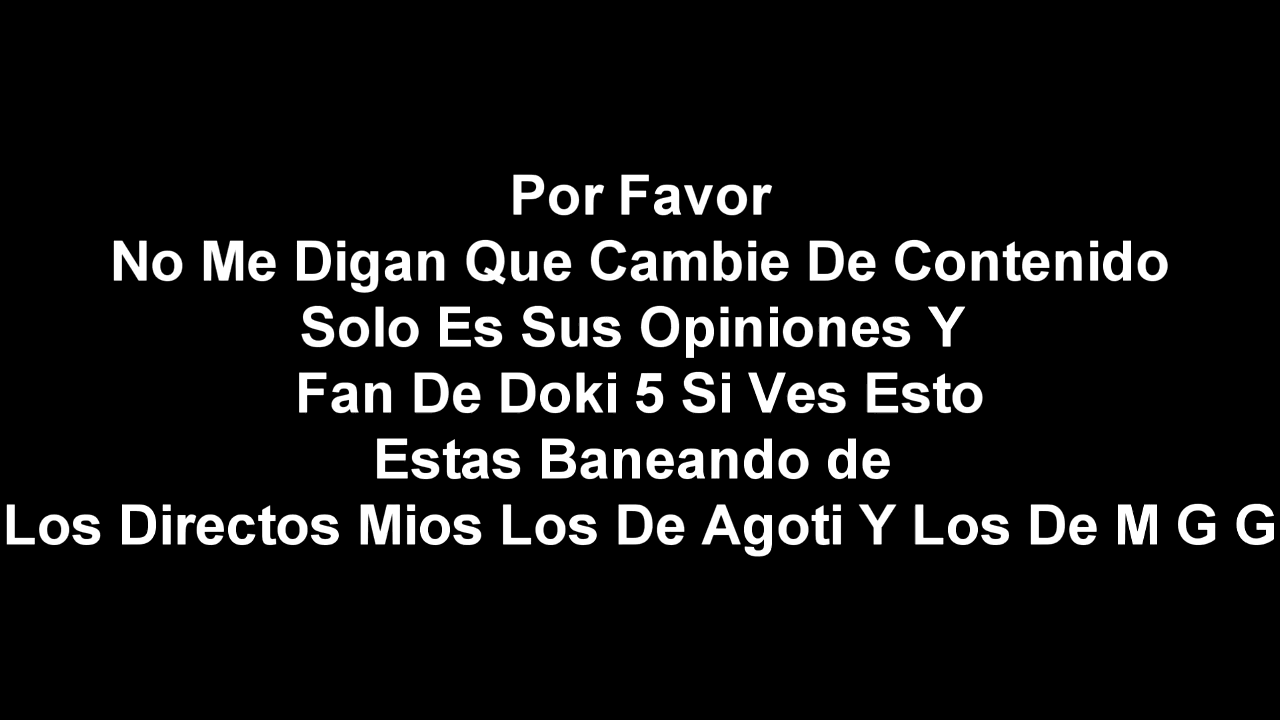 Por Favor
No Me Digan Que Cambie De Contenido
Solo Es Sus Opiniones Y
Fan De Doki 5 Si Ves Esto
Estas Baneando de
Los Directos Mios Los De Agoti Y Los De M G G